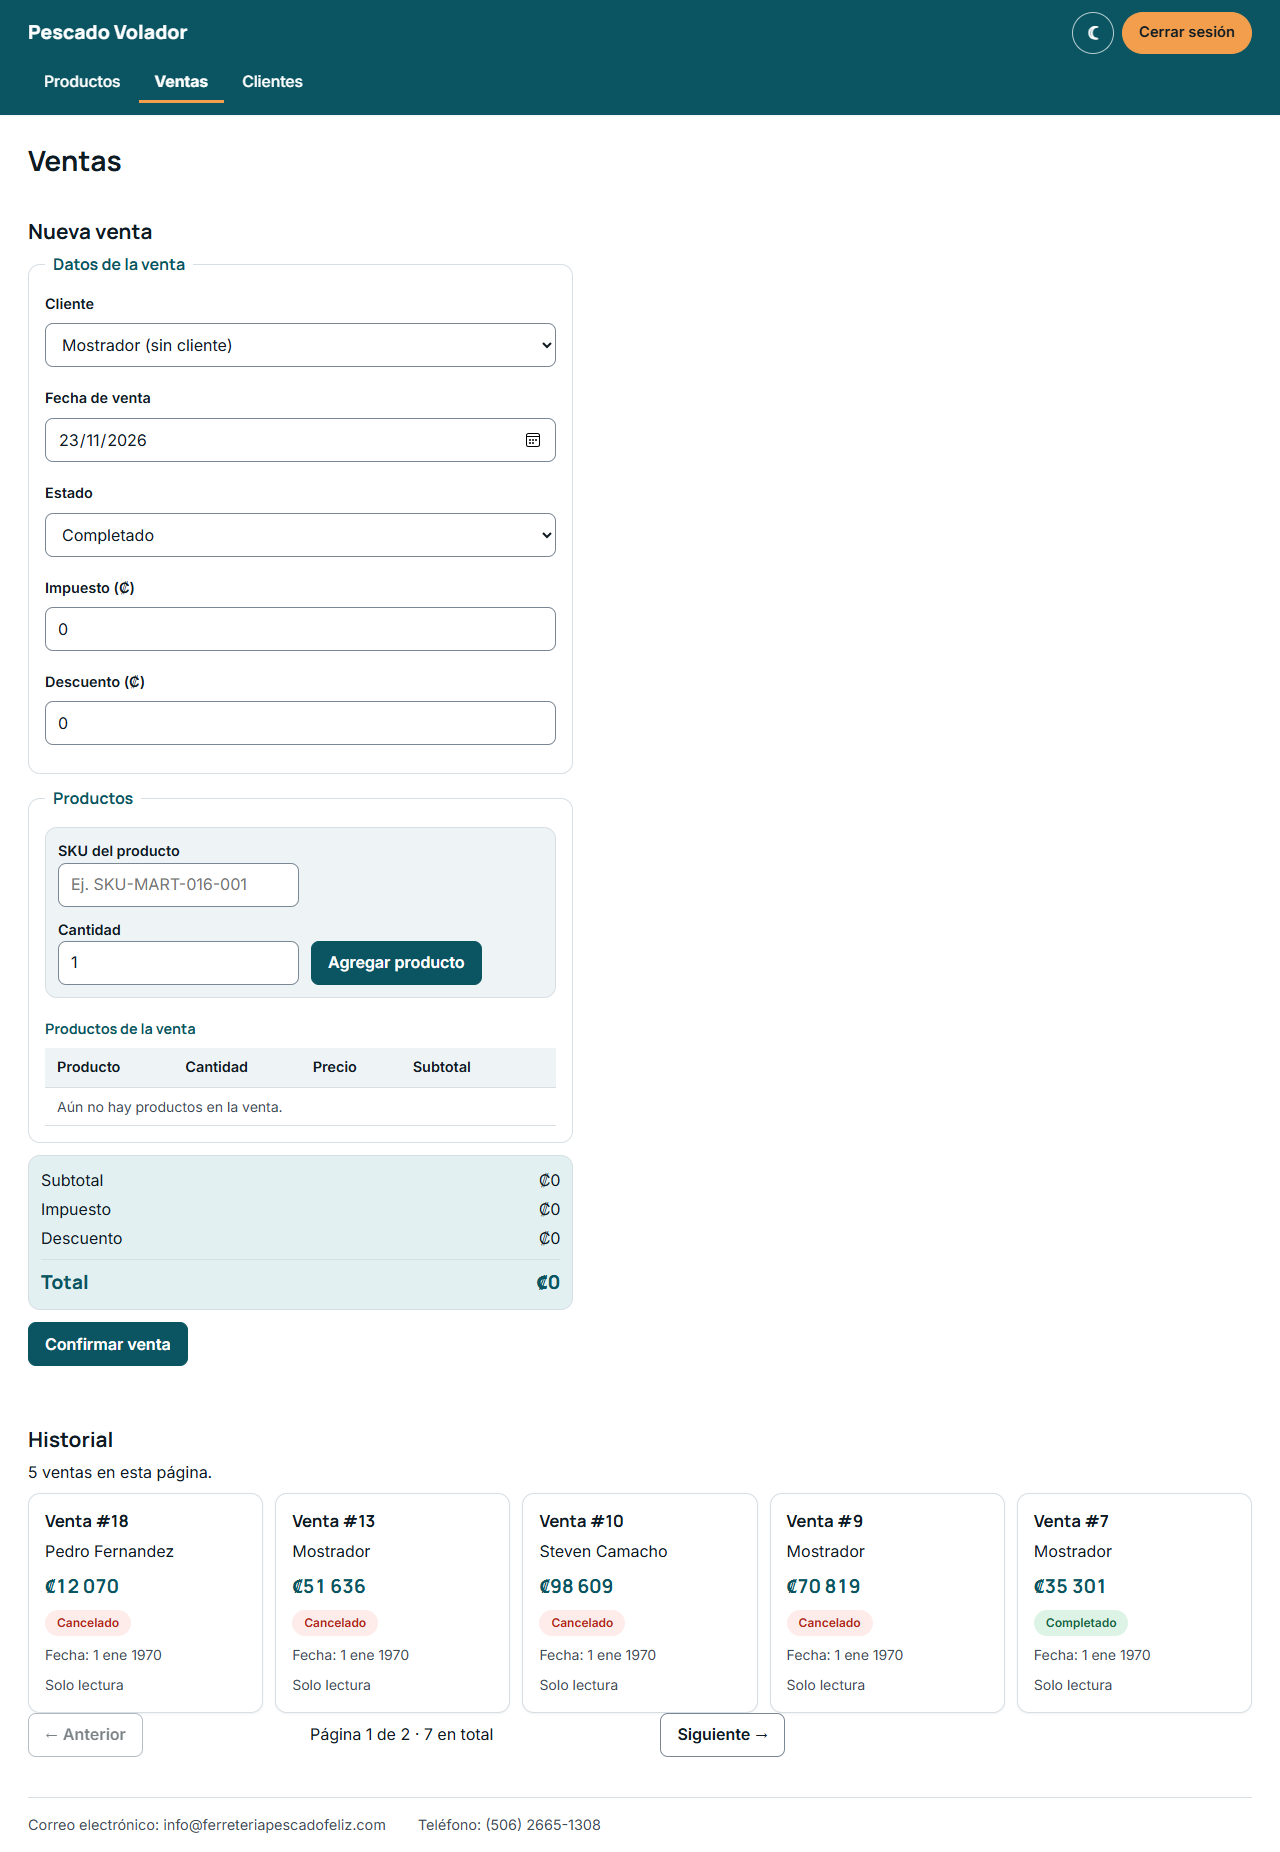 Pescado Volador
Cerrar sesión
Productos Ventas Clientes
Ventas
Nueva venta
Datos de la venta
Cliente
Mostrador (sin cliente)
Fecha de venta
23/11/2026
Estado
Completado
Impuesto (₡)
0
Descuento (₡)
0
Productos
SKU del producto
Ej. SKU-MART-016-001
Cantidad
1 Agregar producto
Productos de la venta
Producto Cantidad Precio Subtotal
Aún no hay productos en la venta.
Subtotal ₡0
Impuesto ₡0
Descuento ₡0
Total ₡0
Confirmar venta
Historial
5 ventas en esta página.
Venta #18
Pedro Fernandez
₡12 070
Cancelado
Fecha: 1 ene 1970
Solo lectura
Venta #13
Mostrador
₡51 636
Cancelado
Fecha: 1 ene 1970
Solo lectura
Venta #10
Steven Camacho
₡98 609
Cancelado
Fecha: 1 ene 1970
Solo lectura
Venta #9
Mostrador
₡70 819
Cancelado
Fecha: 1 ene 1970
Solo lectura
Venta #7
Mostrador
₡35 301
Completado
Fecha: 1 ene 1970
Solo lectura
← Anterior Página 1 de 2 · 7 en total Siguiente →
Correo electrónico: info@ferreteriapescadofeliz.com Teléfono: (506) 2665-1308